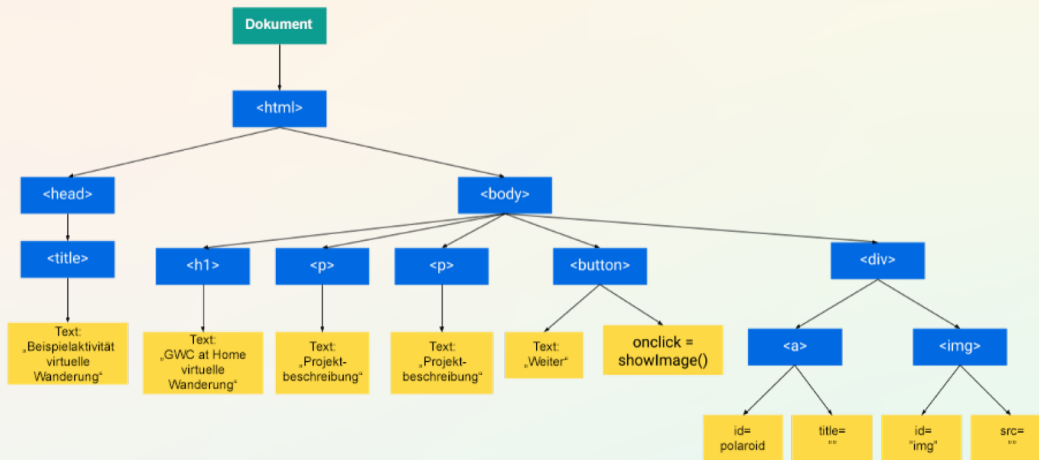 Dokument
<html>
<head>
<body>
<title>
<h1>
<p>
<p>
<button>
<div>
Text:
„Beispielaktivität
virtuelle
Wanderung“
Text:
„GWC at Home
virtuelle
Wanderung“
Text:
„Projekt-
beschreibung“
Text:
„Projekt-
beschreibung“
Text:
„Weiter“
onclick =
showImage()
<a>
<img>
id=
polaroid
title=
""
id=
"img"
src=
""